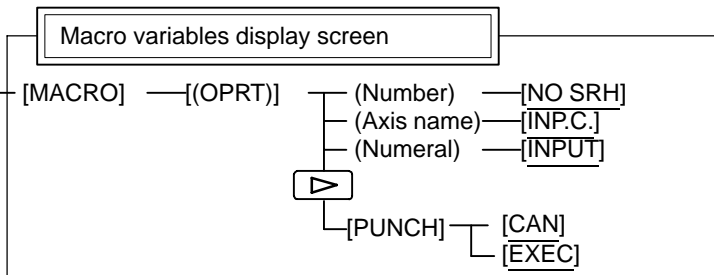 Macro variables display screen
[MACRO] [(OPRT)] (Number) [NO SRH]
(Axis name) [INP.C.]
(Numeral) [INPUT]
[PUNCH] [CAN]
[EXEC]